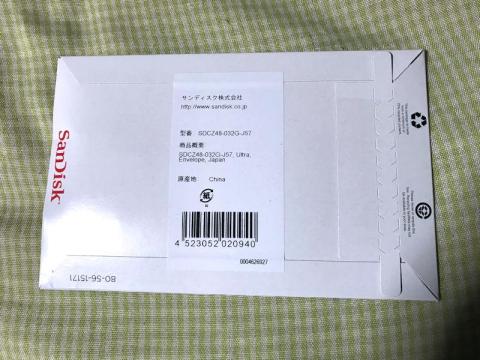 サンディスク株式会社
http://www.sandisk.co.jp
型番 SDCZ48-032G-J57
商品概要
SDCZ48-032G-J57, Ultra,
Envelope, Japan
原産地: China
紙
4 523052 020940
0004626927
SanDisk
80-56-15171